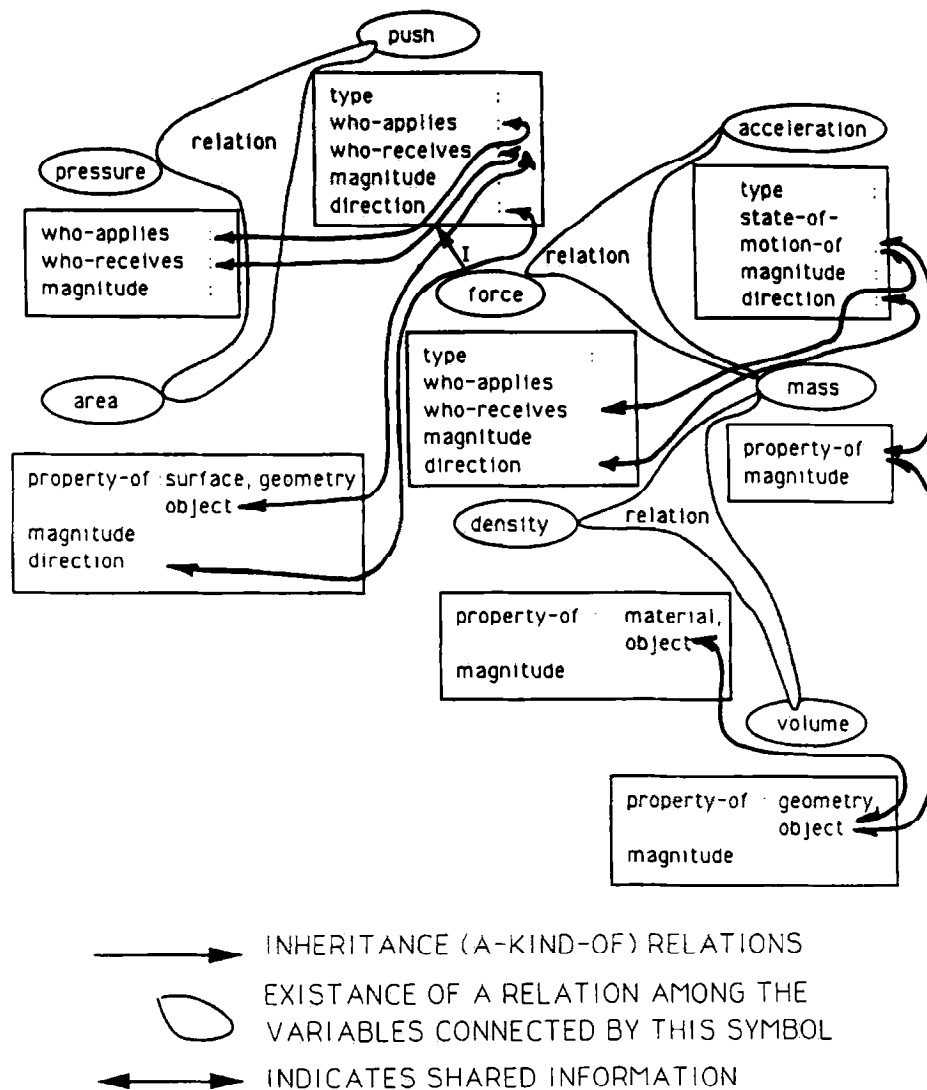 push
type :
who-applies :
who-receives :
magnitude :
direction :
relation
pressure
who-applies :
who-receives :
magnitude :
area
property-of : surface, geometry
object
magnitude
direction
I
force
relation
type :
who-applies
who-receives
magnitude
direction
acceleration
type :
state-of-
motion-of :
magnitude :
direction :
mass
property-of
magnitude
density
relation
property-of : material,
object
magnitude
volume
property-of : geometry,
object
magnitude
INHERITANCE (A-KIND-OF) RELATIONS
EXISTANCE OF A RELATION AMONG THE
VARIABLES CONNECTED BY THIS SYMBOL
INDICATES SHARED INFORMATION